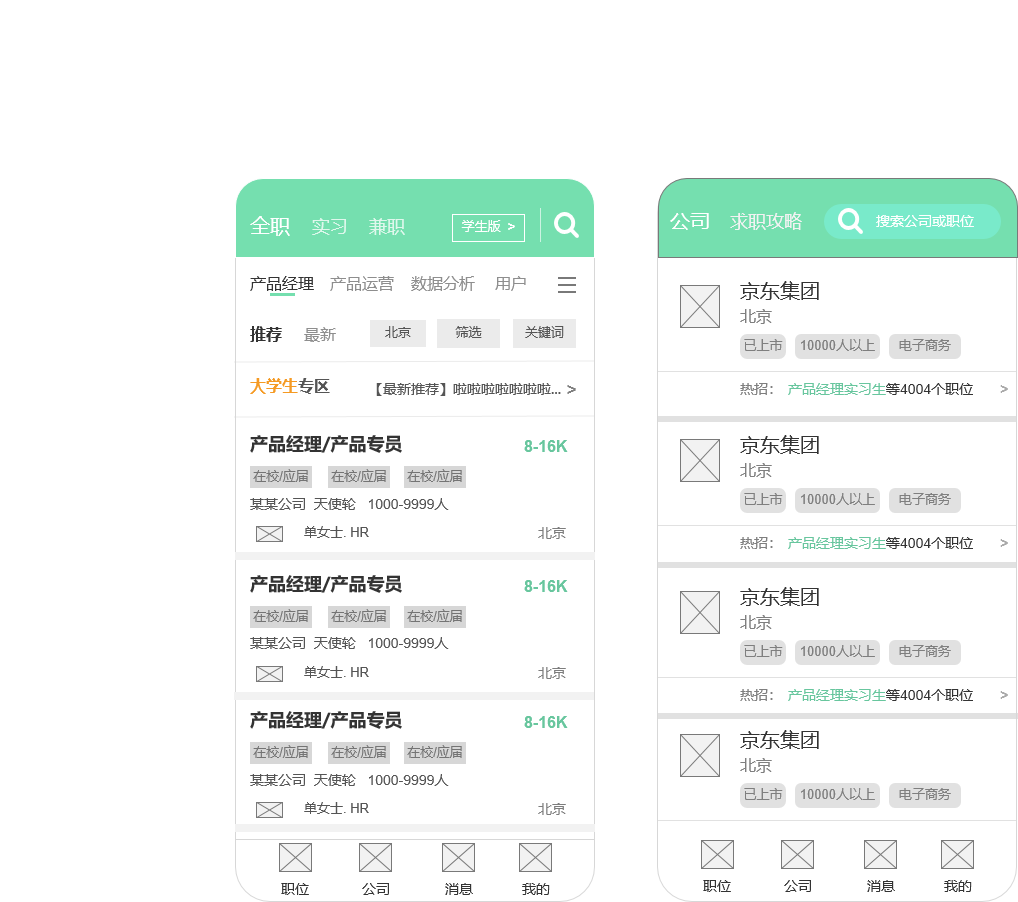 全职 实习 兼职 学生版 >
产品经理 产品运营 数据分析 用户
推荐 最新 北京 筛选 关键词
大学生专区 【最新推荐】啦啦啦啦啦啦啦... >
产品经理/产品专员 8-16K
在校/应届 在校/应届 在校/应届
某某公司 天使轮 1000-9999人
单女士. HR 北京
产品经理/产品专员 8-16K
在校/应届 在校/应届 在校/应届
某某公司 天使轮 1000-9999人
单女士. HR 北京
产品经理/产品专员 8-16K
在校/应届 在校/应届 在校/应届
某某公司 天使轮 1000-9999人
单女士. HR 北京
职位 公司 消息 我的
公司 求职攻略 搜索公司或职位
京东集团
北京
已上市 10000人以上 电子商务
热招: 产品经理实习生等4004个职位 >
京东集团
北京
已上市 10000人以上 电子商务
热招: 产品经理实习生等4004个职位 >
京东集团
北京
已上市 10000人以上 电子商务
热招: 产品经理实习生等4004个职位 >
京东集团
北京
已上市 10000人以上 电子商务
职位 公司 消息 我的